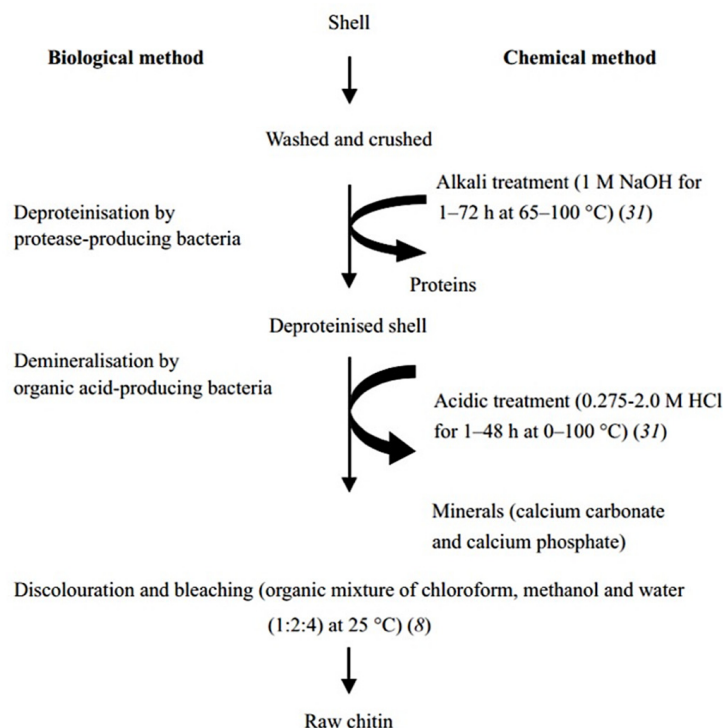 Shell
Biological method
Chemical method
Washed and crushed
Alkali treatment (1 M NaOH for
1–72 h at 65–100 °C) (31)
Deproteinisation by
protease-producing bacteria
Proteins
Deproteinised shell
Demineralisation by
organic acid-producing bacteria
Acidic treatment (0.275-2.0 M HCl
for 1–48 h at 0–100 °C) (31)
Minerals (calcium carbonate
and calcium phosphate)
Discolouration and bleaching (organic mixture of chloroform, methanol and water
(1:2:4) at 25 °C) (8)
Raw chitin